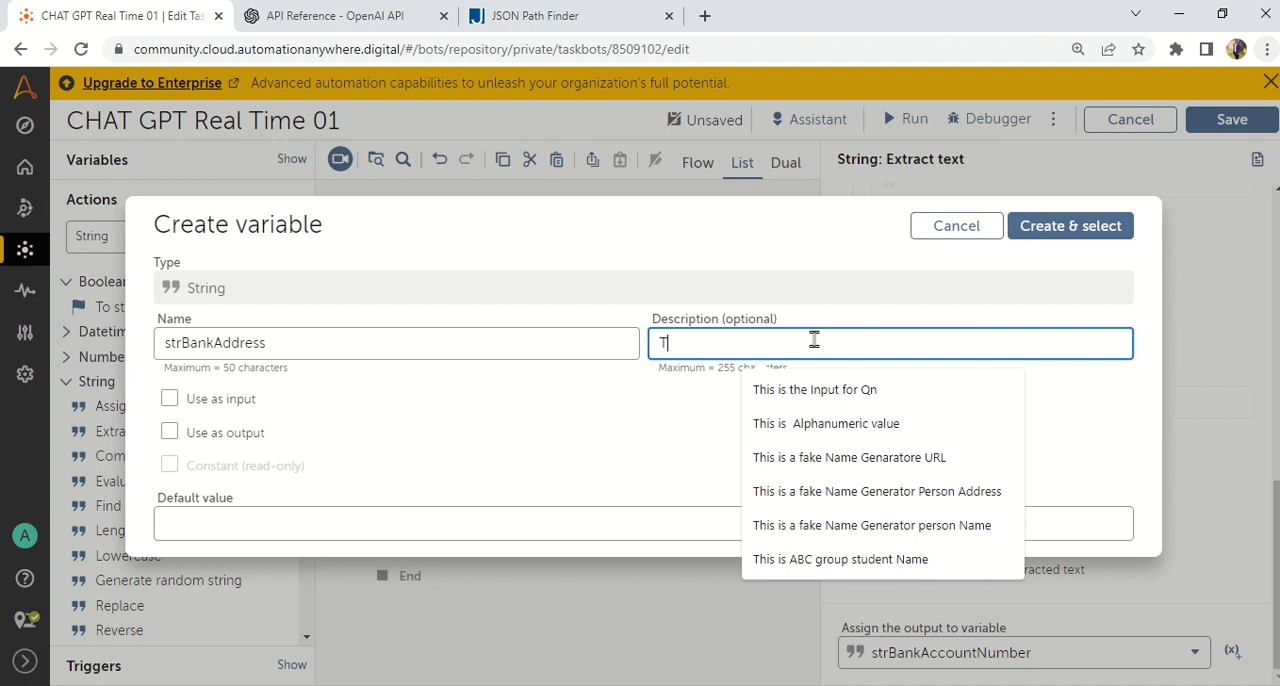 CHAT GPT Real Time 01 | Edit Tas
API Reference - OpenAI API
JSON Path Finder
community.cloud.automationanywhere.digital/#/bots/repository/private/taskbots/8509102/edit
Upgrade to Enterprise Advanced automation capabilities to unleash your organization's full potential.
CHAT GPT Real Time 01
Unsaved
Assistant
Run
Debugger
Cancel
Save
Variables
Show
Flow
List
Dual
String: Extract text
Actions
String
Create variable
Cancel
Create & select
Type
String
Name
Description (optional)
strBankAddress
T
Maximum = 50 characters
Maximum = 255
This is the Input for Qn
This is Alphanumeric value
This is a fake Name Genaratore URL
This is a fake Name Generator Person Address
This is a fake Name Generator person Name
This is ABC group student Name
Use as input
Use as output
Constant (read-only)
Default value
Boolean
To st
Datetim
Numbe
String
Assig
Extra
Com
Evalu
Find
Leng
Lowercase
Generate random string
Replace
Reverse
Triggers
Show
A
End
racted text
Assign the output to variable
strBankAccountNumber
(x)+